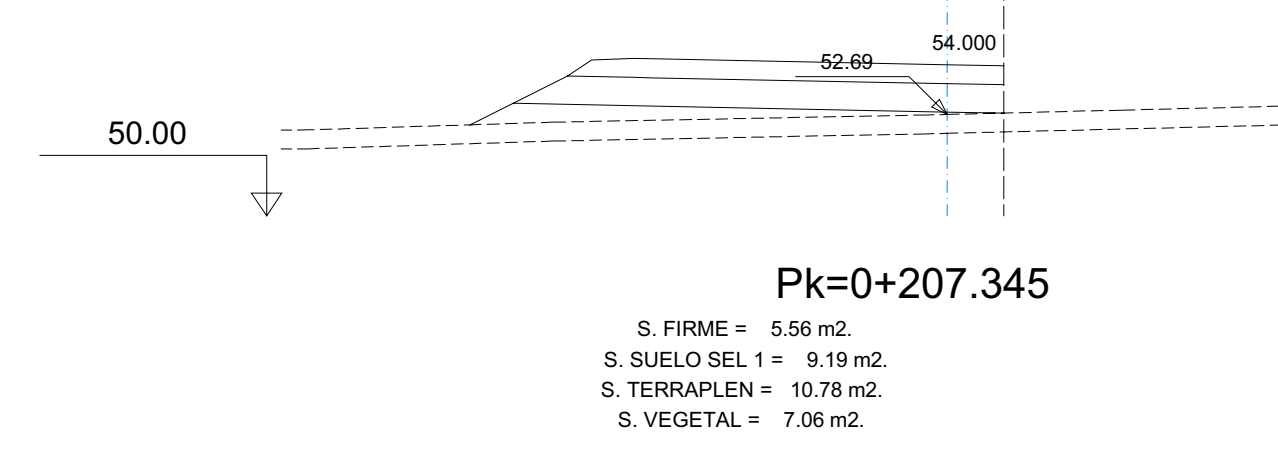 54.000
52.69
50.00
Pk=0+207.345
S. FIRME = 5.56 m2.
S. SUELO SEL 1 = 9.19 m2.
S. TERRAPLEN = 10.78 m2.
S. VEGETAL = 7.06 m2.